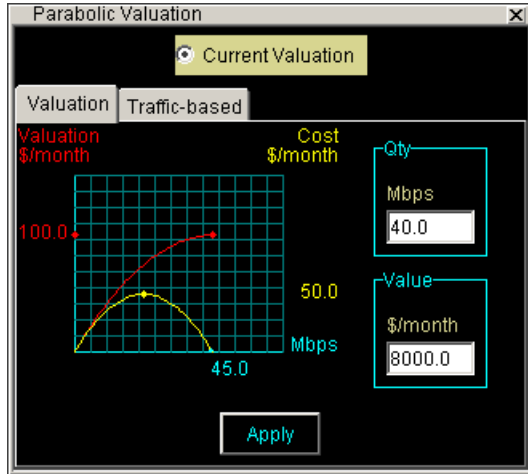 Parabolic Valuation
Current Valuation
Valuation Traffic-based
Valuation
$/month
Cost
$/month
100.0
50.0
Mbps
45.0
Qty
Mbps
40.0
Value
$/month
8000.0
Apply